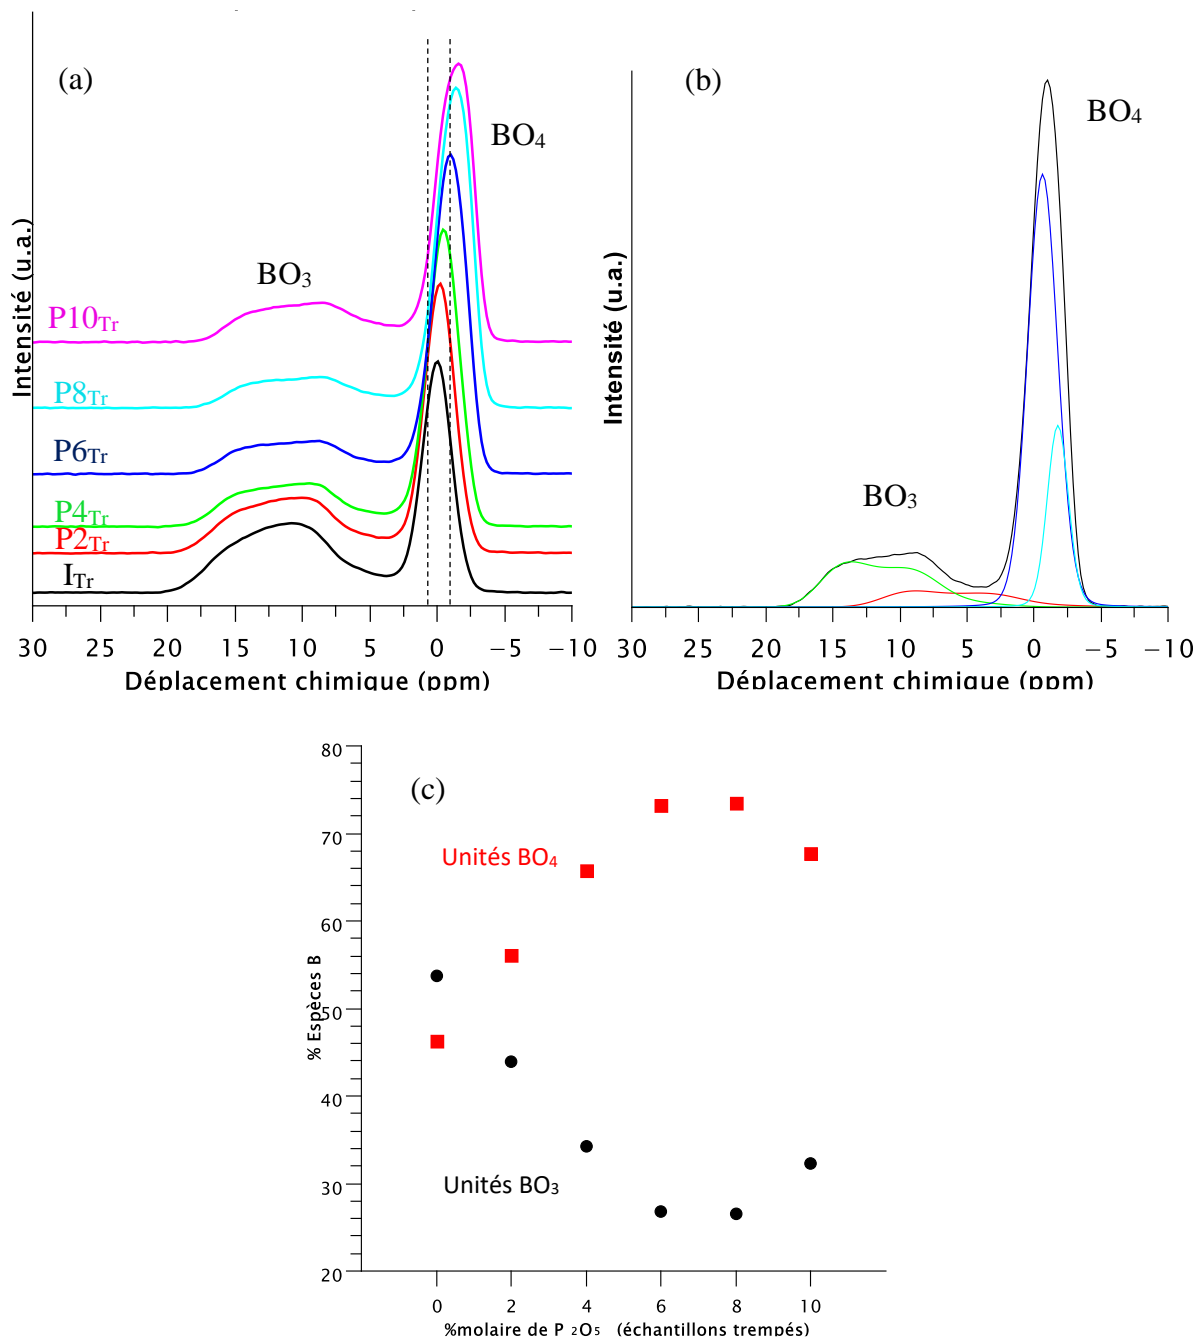 (a)
BO4
BO3
P10Tr
P8Tr
P6Tr
P4Tr
P2Tr
ITr
Intensité (u.a.)
30 25 20 15 10 5 0 −5 −10
Déplacement chimique (ppm)
(b)
BO4
BO3
Intensité (u.a.)
30 25 20 15 10 5 0 −5 −10
Déplacement chimique (ppm)
(c)
80
70
60
50
40
30
20
% Espèces B
Unités BO4
Unités BO3
0 2 4 6 8 10
%molaire de P 2O5 (échantillons trempés)